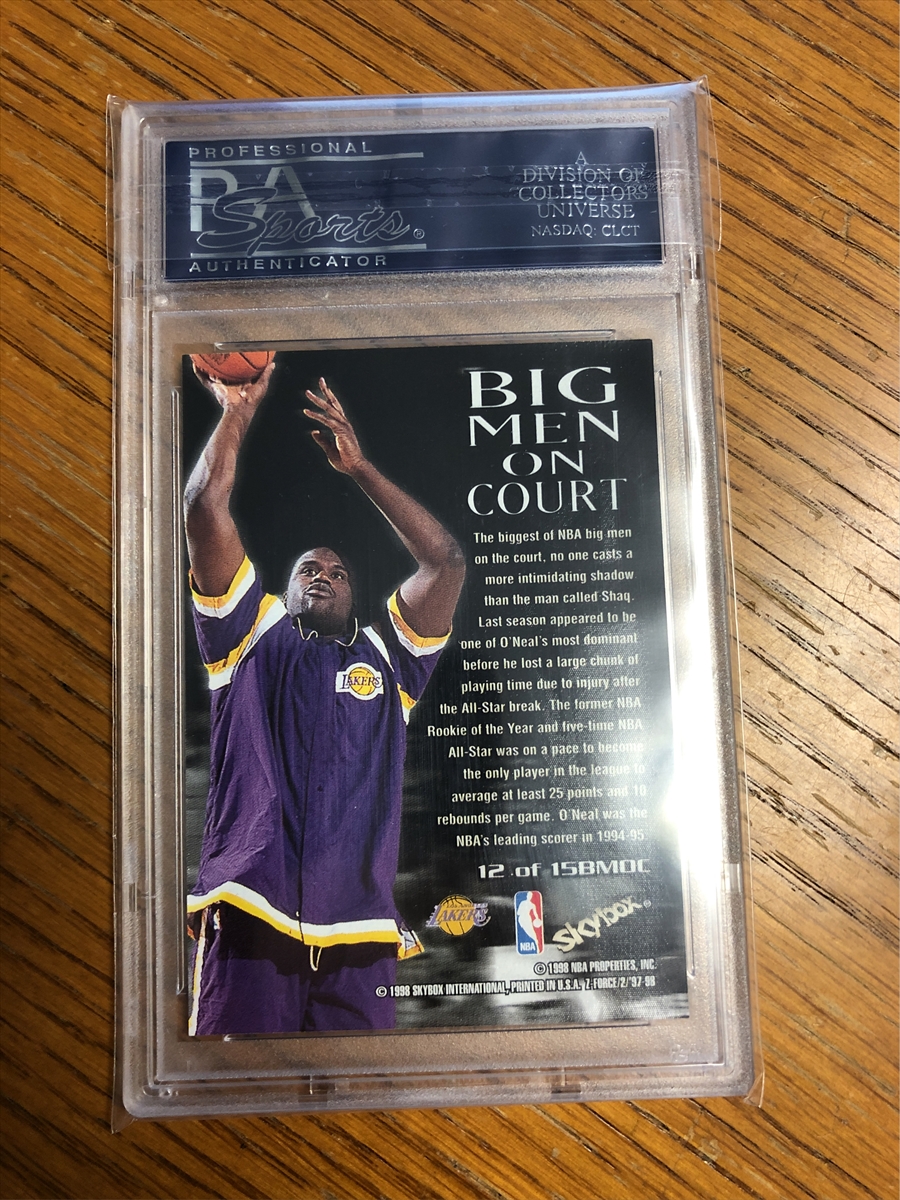 PROFESSIONAL
PSA
Sports®
AUTHENTICATOR
A
DIVISION OF
COLLECTORS
UNIVERSE
NASDAQ: CLCT
BIG
MEN
ON
COURT
The biggest of NBA big men
on the court, no one casts a
more intimidating shadow
than the man called Shaq.
Last season appeared to be
one of O'Neal's most dominant
before he lost a large chunk of
playing time due to injury after
the All-Star break. The former NBA
Rookie of the Year and five-time NBA
All-Star was on a pace to become
the only player in the league to
average at least 25 points and 10
rebounds per game. O'Neal was the
NBA's leading scorer in 1994-95
LAKERS
12 of 15BMOC
Los Angeles
LAKERS
NBA
skybox®
© 1998 NBA PROPERTIES, INC.
© 1998 SKYBOX INTERNATIONAL, PRINTED IN U.S.A. Z FORCE/2/'97-98